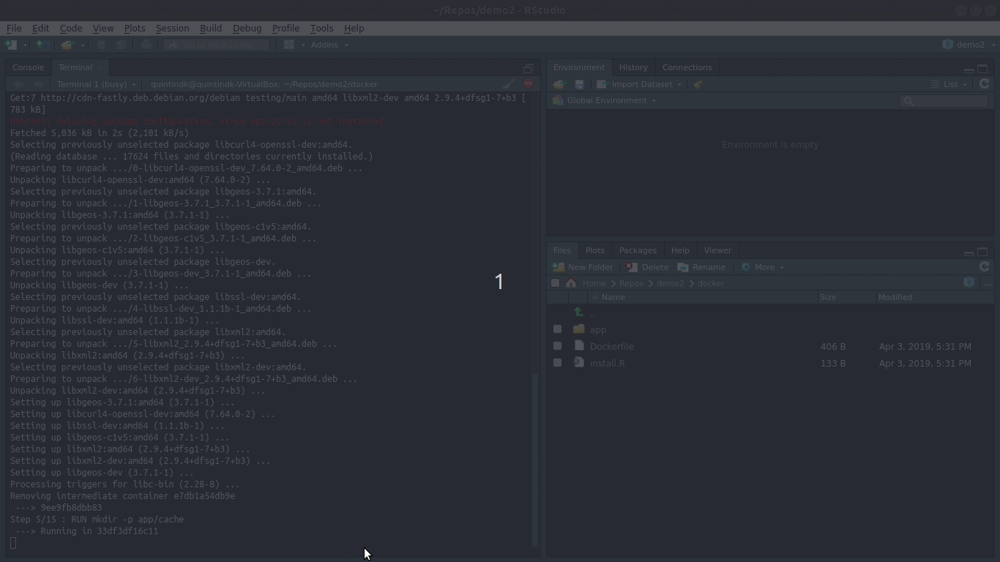 ~/Repos/demo2 - RStudio
File Edit Code View Plots Session Build Debug Profile Tools Help
Go to file/function Addins demo2
Console Terminal
Terminal 1 (busy) quintindk@quintindk-VirtualBox: ~/Repos/demo2/docker
Get:7 http://cdn-fastly.deb.debian.org/debian testing/main amd64 libxml2-dev amd64 2.9.4+dfsg1-7+b3 [
783 kB]
debconf: delaying package configuration, since apt-utils is not installed
Fetched 5,036 kB in 2s (2,101 kB/s)
Selecting previously unselected package libcurl4-openssl-dev:amd64.
(Reading database ... 17624 files and directories currently installed.)
Preparing to unpack .../0-libcurl4-openssl-dev_7.64.0-2_amd64.deb ...
Unpacking libcurl4-openssl-dev:amd64 (7.64.0-2) ...
Selecting previously unselected package libgeos-3.7.1:amd64.
Preparing to unpack .../1-libgeos-3.7.1_3.7.1-1_amd64.deb ...
Unpacking libgeos-3.7.1:amd64 (3.7.1-1) ...
Selecting previously unselected package libgeos-c1v5:amd64.
Preparing to unpack .../2-libgeos-c1v5_3.7.1-1_amd64.deb ...
Unpacking libgeos-c1v5:amd64 (3.7.1-1) ...
Selecting previously unselected package libgeos-dev.
Preparing to unpack .../3-libgeos-dev_3.7.1-1_amd64.deb ...
Unpacking libgeos-dev (3.7.1-1) ...
Selecting previously unselected package libssl-dev:amd64.
Preparing to unpack .../4-libssl-dev_1.1.1b-1_amd64.deb ...
Unpacking libssl-dev:amd64 (1.1.1b-1) ...
Selecting previously unselected package libxml2:amd64.
Preparing to unpack .../5-libxml2_2.9.4+dfsg1-7+b3_amd64.deb ...
Unpacking libxml2:amd64 (2.9.4+dfsg1-7+b3) ...
Selecting previously unselected package libxml2-dev:amd64.
Preparing to unpack .../6-libxml2-dev_2.9.4+dfsg1-7+b3_amd64.deb ...
Unpacking libxml2-dev:amd64 (2.9.4+dfsg1-7+b3) ...
Setting up libgeos-3.7.1:amd64 (3.7.1-1) ...
Setting up libcurl4-openssl-dev:amd64 (7.64.0-2) ...
Setting up libssl-dev:amd64 (1.1.1b-1) ...
Setting up libgeos-c1v5:amd64 (3.7.1-1) ...
Setting up libxml2:amd64 (2.9.4+dfsg1-7+b3) ...
Setting up libxml2-dev:amd64 (2.9.4+dfsg1-7+b3) ...
Setting up libgeos-dev (3.7.1-1) ...
Processing triggers for libc-bin (2.28-8) ...
Removing intermediate container e7db1a54db9e
 ---> 9ee9fb8dbb83
Step 5/15 : RUN mkdir -p app/cache
 ---> Running in 33df3df16c11
1
Environment History Connections
Import Dataset List
Global Environment
Environment is empty
Files Plots Packages Help Viewer
New Folder Delete Rename More
Home Repos demo2 docker ...
Name Size Modified
..
app
Dockerfile 406 B Apr 3, 2019, 5:31 PM
install.R 133 B Apr 3, 2019, 5:31 PM